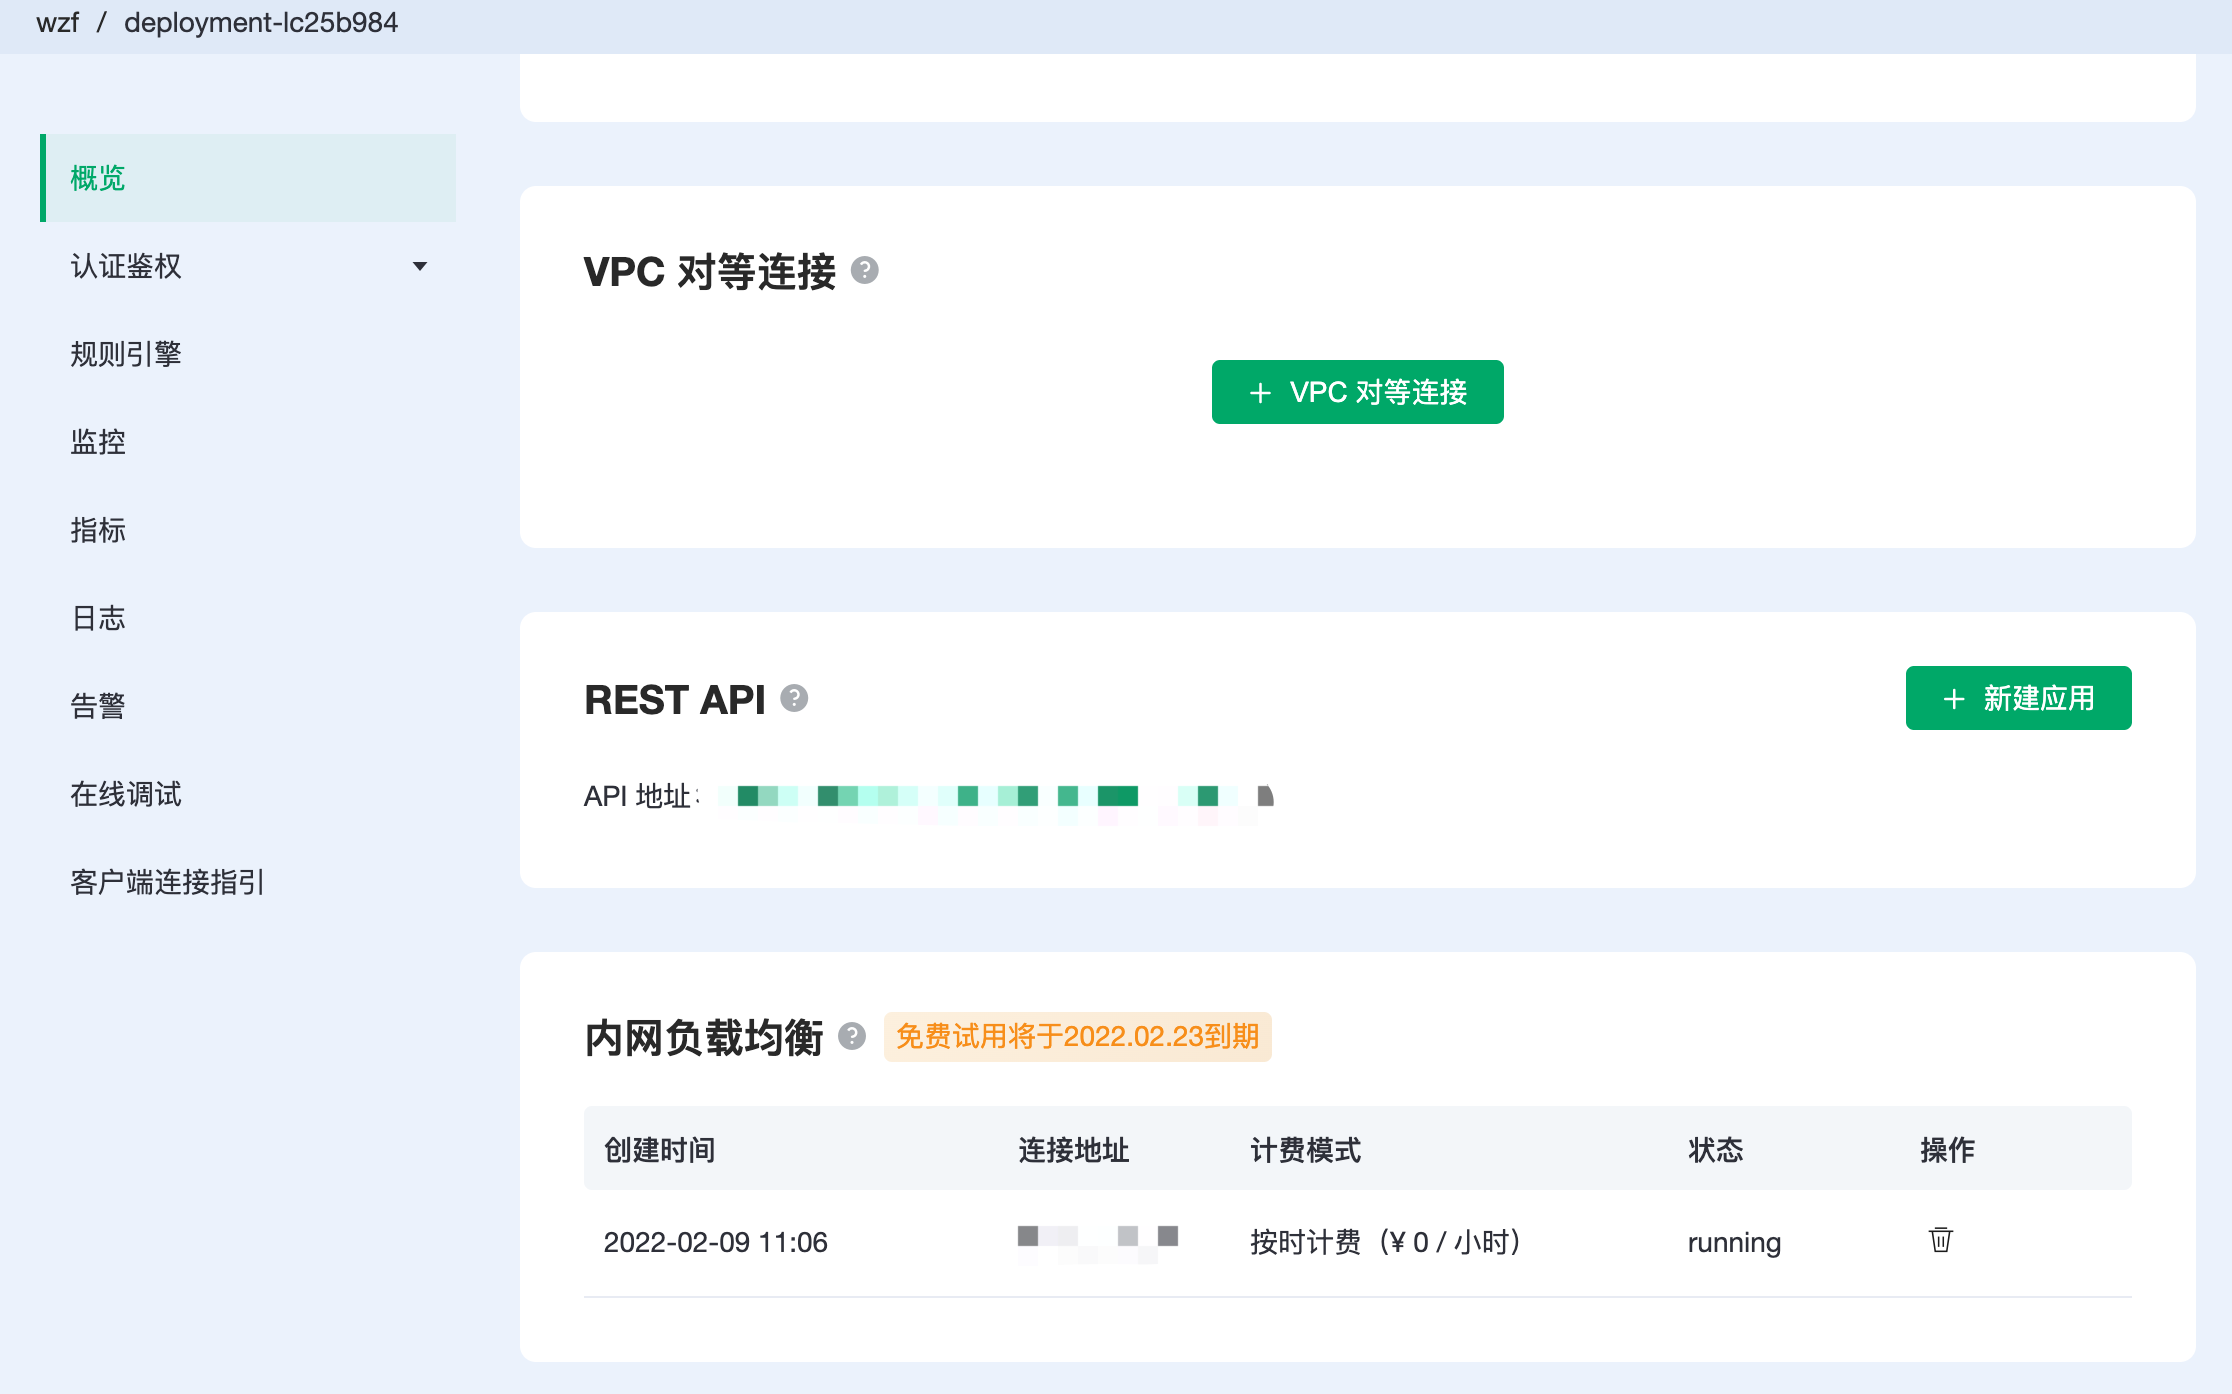 wzf / deployment-lc25b984
概览
认证鉴权
规则引擎
监控
指标
日志
告警
在线调试
客户端连接指引
VPC 对等连接
+ VPC 对等连接
REST API
+ 新建应用
API 地址:
内网负载均衡 免费试用将于2022.02.23到期
创建时间 连接地址 计费模式 状态 操作
2022-02-09 11:06 按时计费（¥ 0 / 小时） running